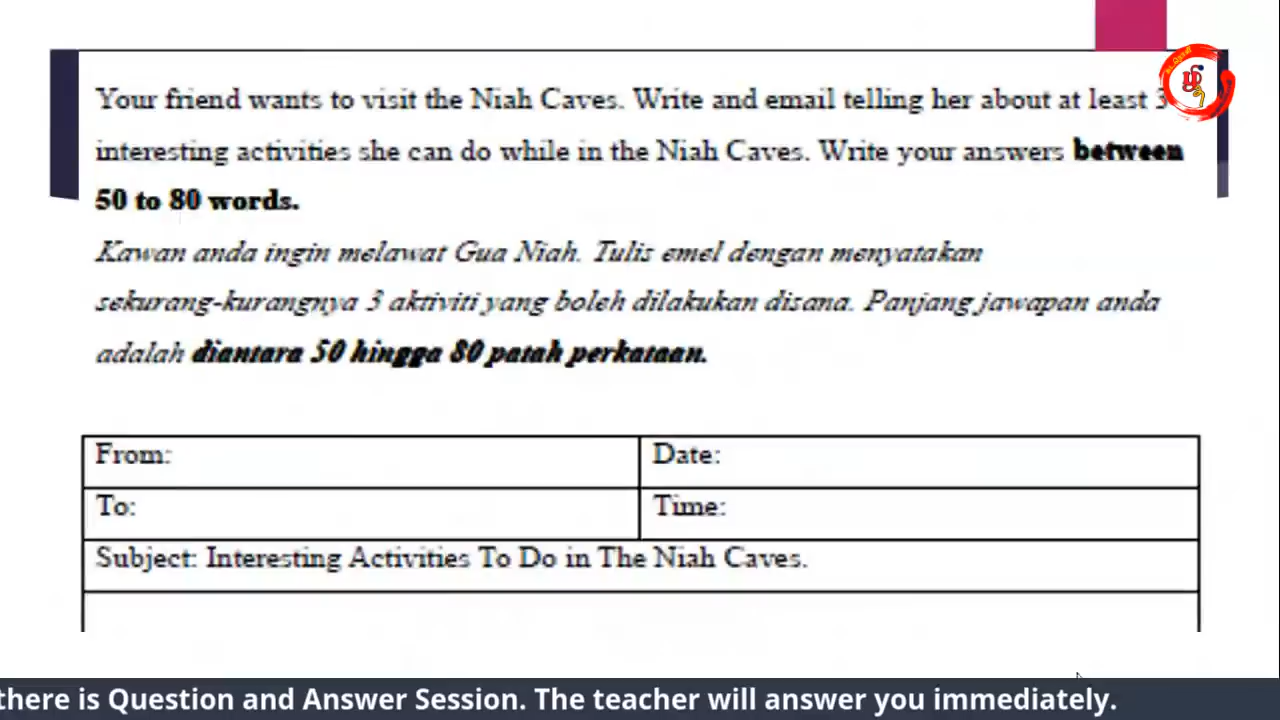 Your friend wants to visit the Niah Caves. Write and email telling her about at least 3
interesting activities she can do while in the Niah Caves. Write your answers between
50 to 80 words.
Kawan anda ingin melawat Gua Niah. Tulis emel dengan menyatakan
sekurang-kurangnya 3 aktiviti yang boleh dilakukan disana. Panjang jawapan anda
adalah diantara 50 hingga 80 patah perkataan.
From:
Date:
To:
Time:
Subject: Interesting Activities To Do in The Niah Caves.
there is Question and Answer Session. The teacher will answer you immediately.